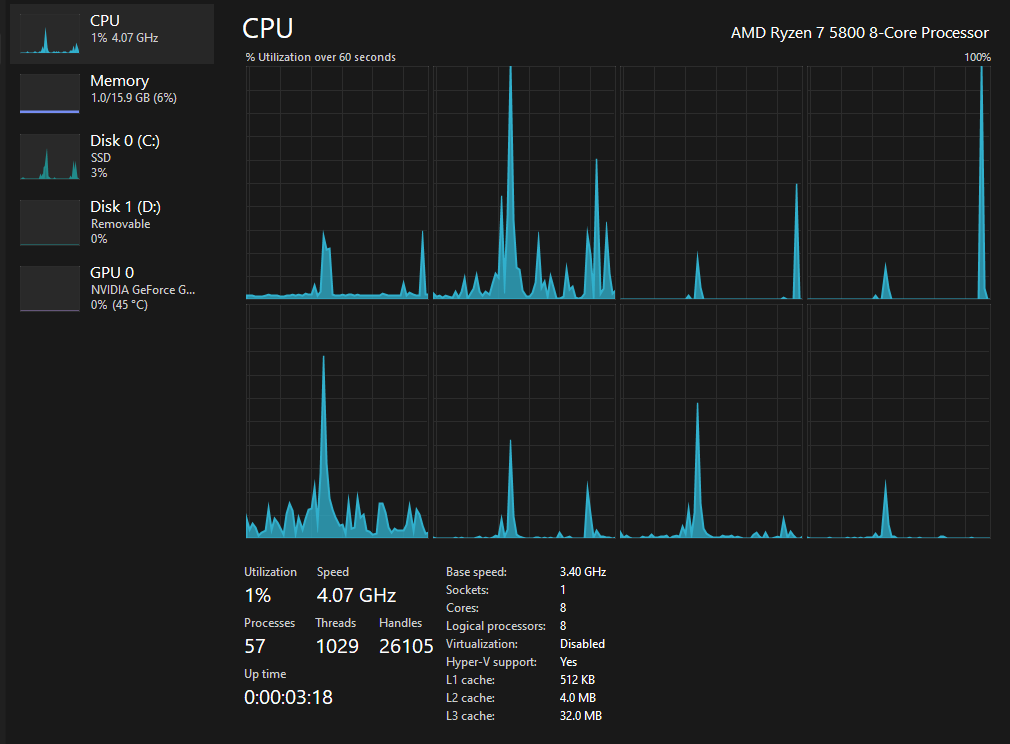 CPU
1% 4.07 GHz
Memory
1.0/15.9 GB (6%)
Disk 0 (C:)
SSD
3%
Disk 1 (D:)
Removable
0%
GPU 0
NVIDIA GeForce G...
0% (45 °C)
CPU
AMD Ryzen 7 5800 8-Core Processor
% Utilization over 60 seconds
100%
Utilization
Speed
1%
4.07 GHz
Processes
Threads
Handles
57
1029
26105
Up time
0:00:03:18
Base speed: 3.40 GHz
Sockets: 1
Cores: 8
Logical processors: 8
Virtualization: Disabled
Hyper-V support: Yes
L1 cache: 512 KB
L2 cache: 4.0 MB
L3 cache: 32.0 MB